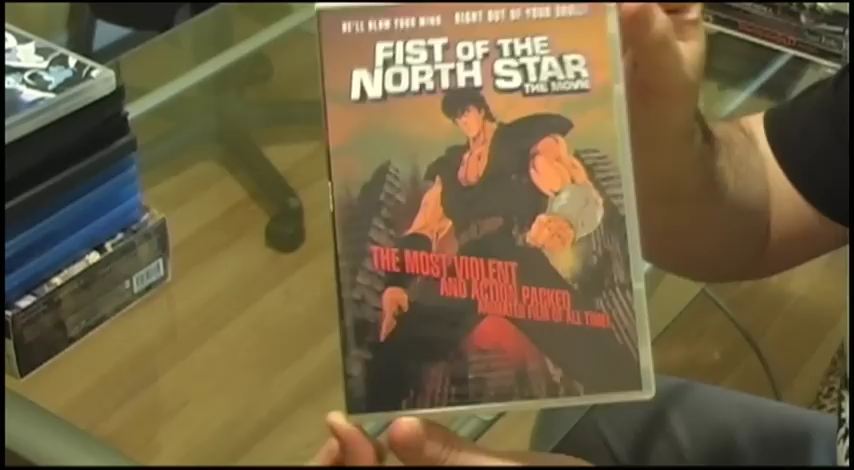 HE'LL BLOW YOUR MIND RIGHT OUT OF YOUR
FIST OF THE
NORTH STAR
THE MOVIE
THE MOST VIOLENT
AND ACTION PACKED
ANIMATED FILM OF ALL TIME!